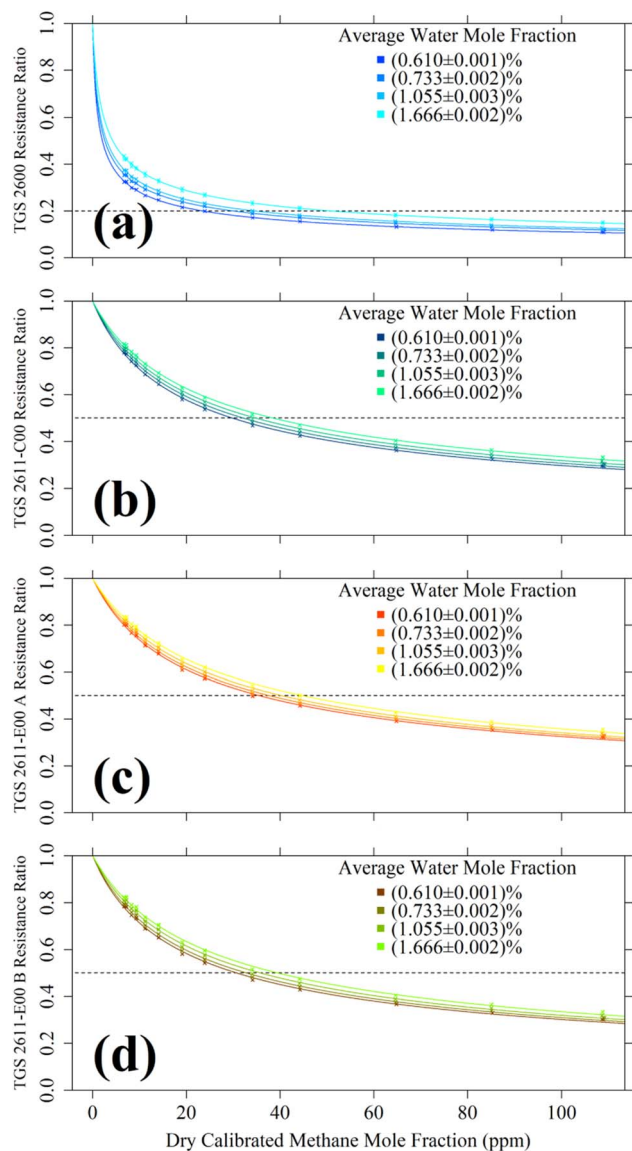 TGS 2600 Resistance Ratio
0.0 0.2 0.4 0.6 0.8 1.0
Average Water Mole Fraction
(0.610±0.001)%
(0.733±0.002)%
(1.055±0.003)%
(1.666±0.002)%
(a)
TGS 2611-C00 Resistance Ratio
0.0 0.2 0.4 0.6 0.8 1.0
Average Water Mole Fraction
(0.610±0.001)%
(0.733±0.002)%
(1.055±0.003)%
(1.666±0.002)%
(b)
TGS 2611-E00 A Resistance Ratio
0.0 0.2 0.4 0.6 0.8 1.0
Average Water Mole Fraction
(0.610±0.001)%
(0.733±0.002)%
(1.055±0.003)%
(1.666±0.002)%
(c)
TGS 2611-E00 B Resistance Ratio
0.0 0.2 0.4 0.6 0.8 1.0
Average Water Mole Fraction
(0.610±0.001)%
(0.733±0.002)%
(1.055±0.003)%
(1.666±0.002)%
(d)
0 20 40 60 80 100
Dry Calibrated Methane Mole Fraction (ppm)